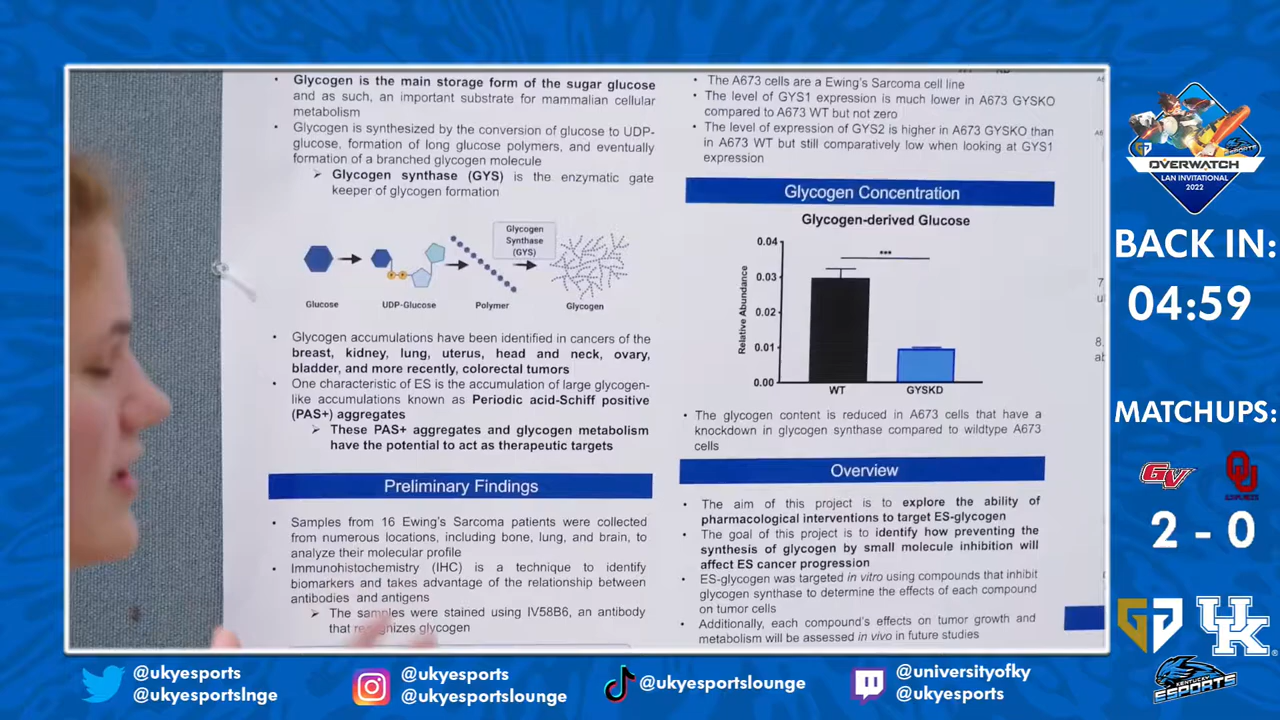 Glycogen is the main storage form of the sugar glucose
and as such, an important substrate for mammalian cellular
metabolism
Glycogen is synthesized by the conversion of glucose to UDP-
glucose, formation of long glucose polymers, and eventually
formation of a branched glycogen molecule
Glycogen synthase (GYS) is the enzymatic gate
keeper of glycogen formation
Glycogen
Synthase
(GYS)
Glucose
UDP-Glucose
Polymer
Glycogen
Glycogen accumulations have been identified in cancers of the
breast, kidney, lung, uterus, head and neck, ovary,
bladder, and more recently, colorectal tumors
One characteristic of ES is the accumulation of large glycogen-
like accumulations known as Periodic acid-Schiff positive
(PAS+) aggregates
These PAS+ aggregates and glycogen metabolism
have the potential to act as therapeutic targets
Preliminary Findings
Samples from 16 Ewing's Sarcoma patients were collected
from numerous locations, including bone, lung, and brain, to
analyze their molecular profile
Immunohistochemistry (IHC) is a technique to identify
biomarkers and takes advantage of the relationship between
antibodies and antigens
The samples were stained using IV58B6, an antibody
that recognizes glycogen
The A673 cells are a Ewing's Sarcoma cell line
The level of GYS1 expression is much lower in A673 GYSKO
compared to A673 WT but not zero
The level of expression of GYS2 is higher in A673 GYSKO than
in A673 WT but still comparatively low when looking at GYS1
expression
Glycogen Concentration
Glycogen-derived Glucose
Relative Abundance
0.04
0.03
0.02
0.01
0.00
***
WT
GYSKD
The glycogen content is reduced in A673 cells that have a
knockdown in glycogen synthase compared to wildtype A673
cells
Overview
The aim of this project is to explore the ability of
pharmacological interventions to target ES-glycogen
The goal of this project is to identify how preventing the
synthesis of glycogen by small molecule inhibition will
affect ES cancer progression
ES-glycogen was targeted in vitro using compounds that inhibit
glycogen synthase to determine the effects of each compound
on tumor cells
Additionally, each compound's effects on tumor growth and
metabolism will be assessed in vivo in future studies
OVERWATCH
LAN INVITATIONAL
2022
BACK IN:
04:59
MATCHUPS:
GV OU
2 - 0
UK
KENTUCKY
ESPORTS
@ukyesports
@ukyesportslnge
@ukyesports
@ukyesportslounge
@ukyesportslounge
@universityofky
@ukyesports